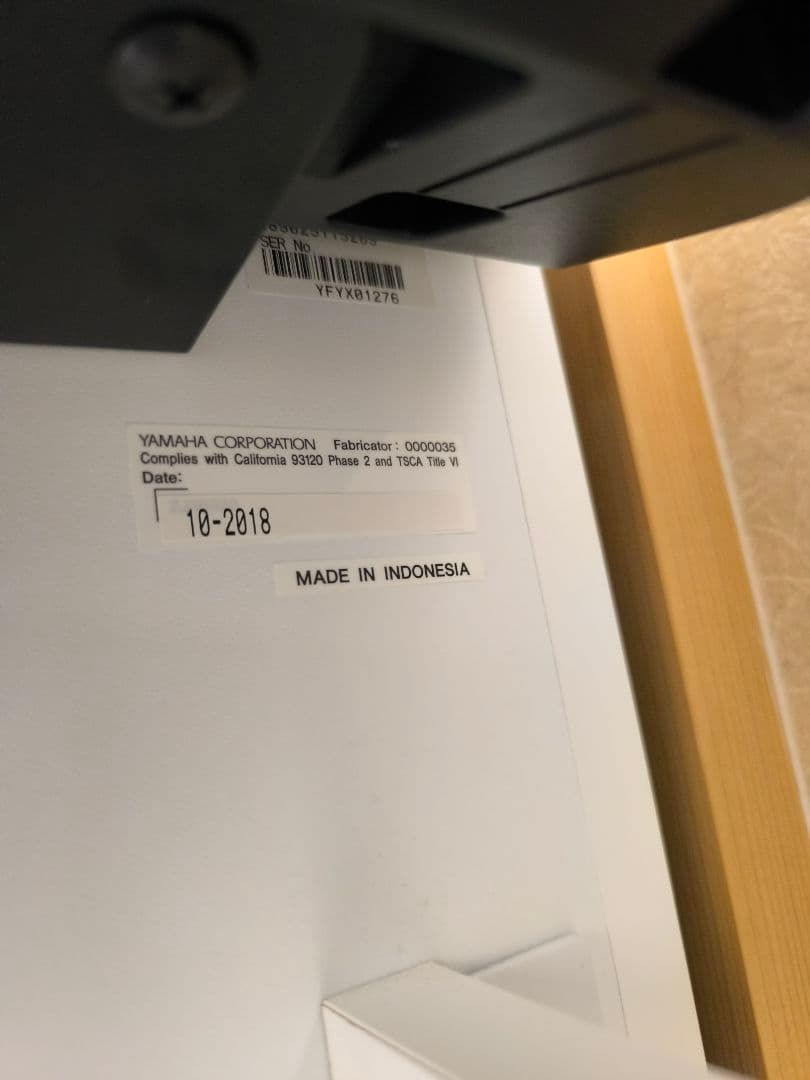 SER No
YFYX01276
YAMAHA CORPORATION Fabricator: 0000035
Complies with California 93120 Phase 2 and TSCA Title VI
Date:
10-2018
MADE IN INDONESIA